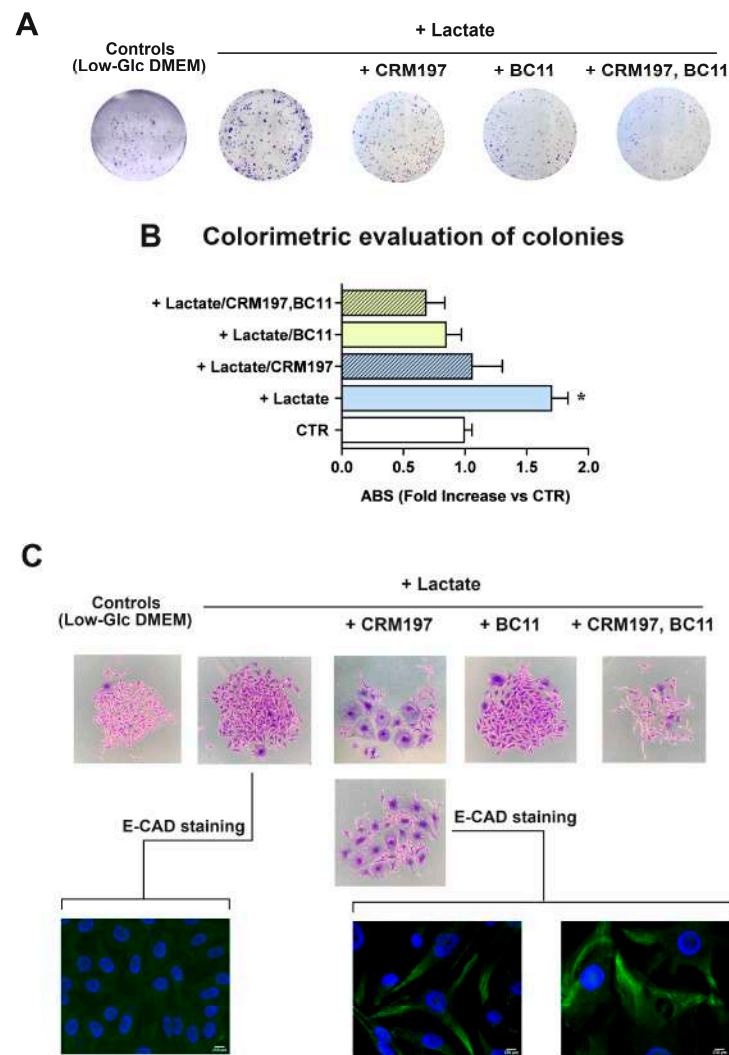 A
+ Lactate
Controls
(Low-Glc DMEM)
+ CRM197
+ BC11
+ CRM197, BC11
B
Colorimetric evaluation of colonies
+ Lactate/CRM197,BC11
+ Lactate/BC11
+ Lactate/CRM197
+ Lactate
*
CTR
0.0
0.5
1.0
1.5
2.0
ABS (Fold Increase vs CTR)
C
+ Lactate
Controls
(Low-Glc DMEM)
+ CRM197
+ BC11
+ CRM197, BC11
E-CAD staining
E-CAD staining